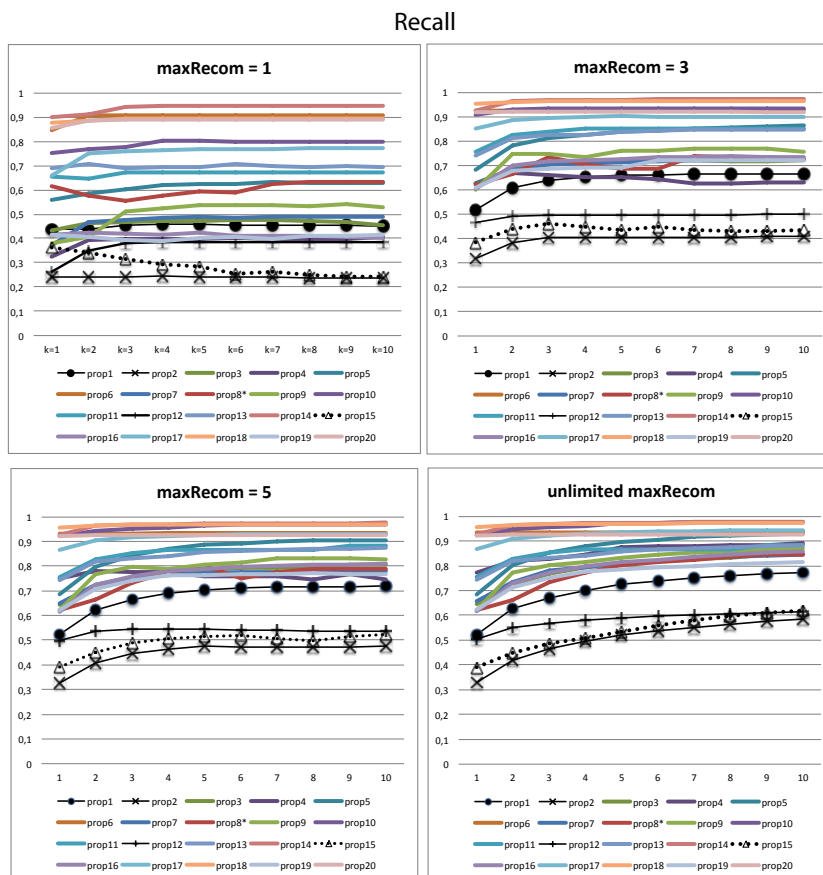 Recall
maxRecom = 1
1
0,9
0,8
0,7
0,6
0,5
0,4
0,3
0,2
0,1
0
k=1 k=2 k=3 k=4 k=5 k=6 k=7 k=8 k=9 k=10
prop1 prop2 prop3 prop4 prop5
prop6 prop7 prop8* prop9 prop10
prop11 prop12 prop13 prop14 prop15
prop16 prop17 prop18 prop19 prop20
maxRecom = 3
1
0,9
0,8
0,7
0,6
0,5
0,4
0,3
0,2
0,1
0
1 2 3 4 5 6 7 8 9 10
prop1 prop2 prop3 prop4 prop5
prop6 prop7 prop8* prop9 prop10
prop11 prop12 prop13 prop14 prop15
prop16 prop17 prop18 prop19 prop20
maxRecom = 5
1
0,9
0,8
0,7
0,6
0,5
0,4
0,3
0,2
0,1
0
1 2 3 4 5 6 7 8 9 10
prop1 prop2 prop3 prop4 prop5
prop6 prop7 prop8* prop9 prop10
prop11 prop12 prop13 prop14 prop15
prop16 prop17 prop18 prop19 prop20
unlimited maxRecom
1
0,9
0,8
0,7
0,6
0,5
0,4
0,3
0,2
0,1
0
1 2 3 4 5 6 7 8 9 10
prop1 prop2 prop3 prop4 prop5
prop6 prop7 prop8* prop9 prop10
prop11 prop12 prop13 prop14 prop15
prop16 prop17 prop18 prop19 prop20